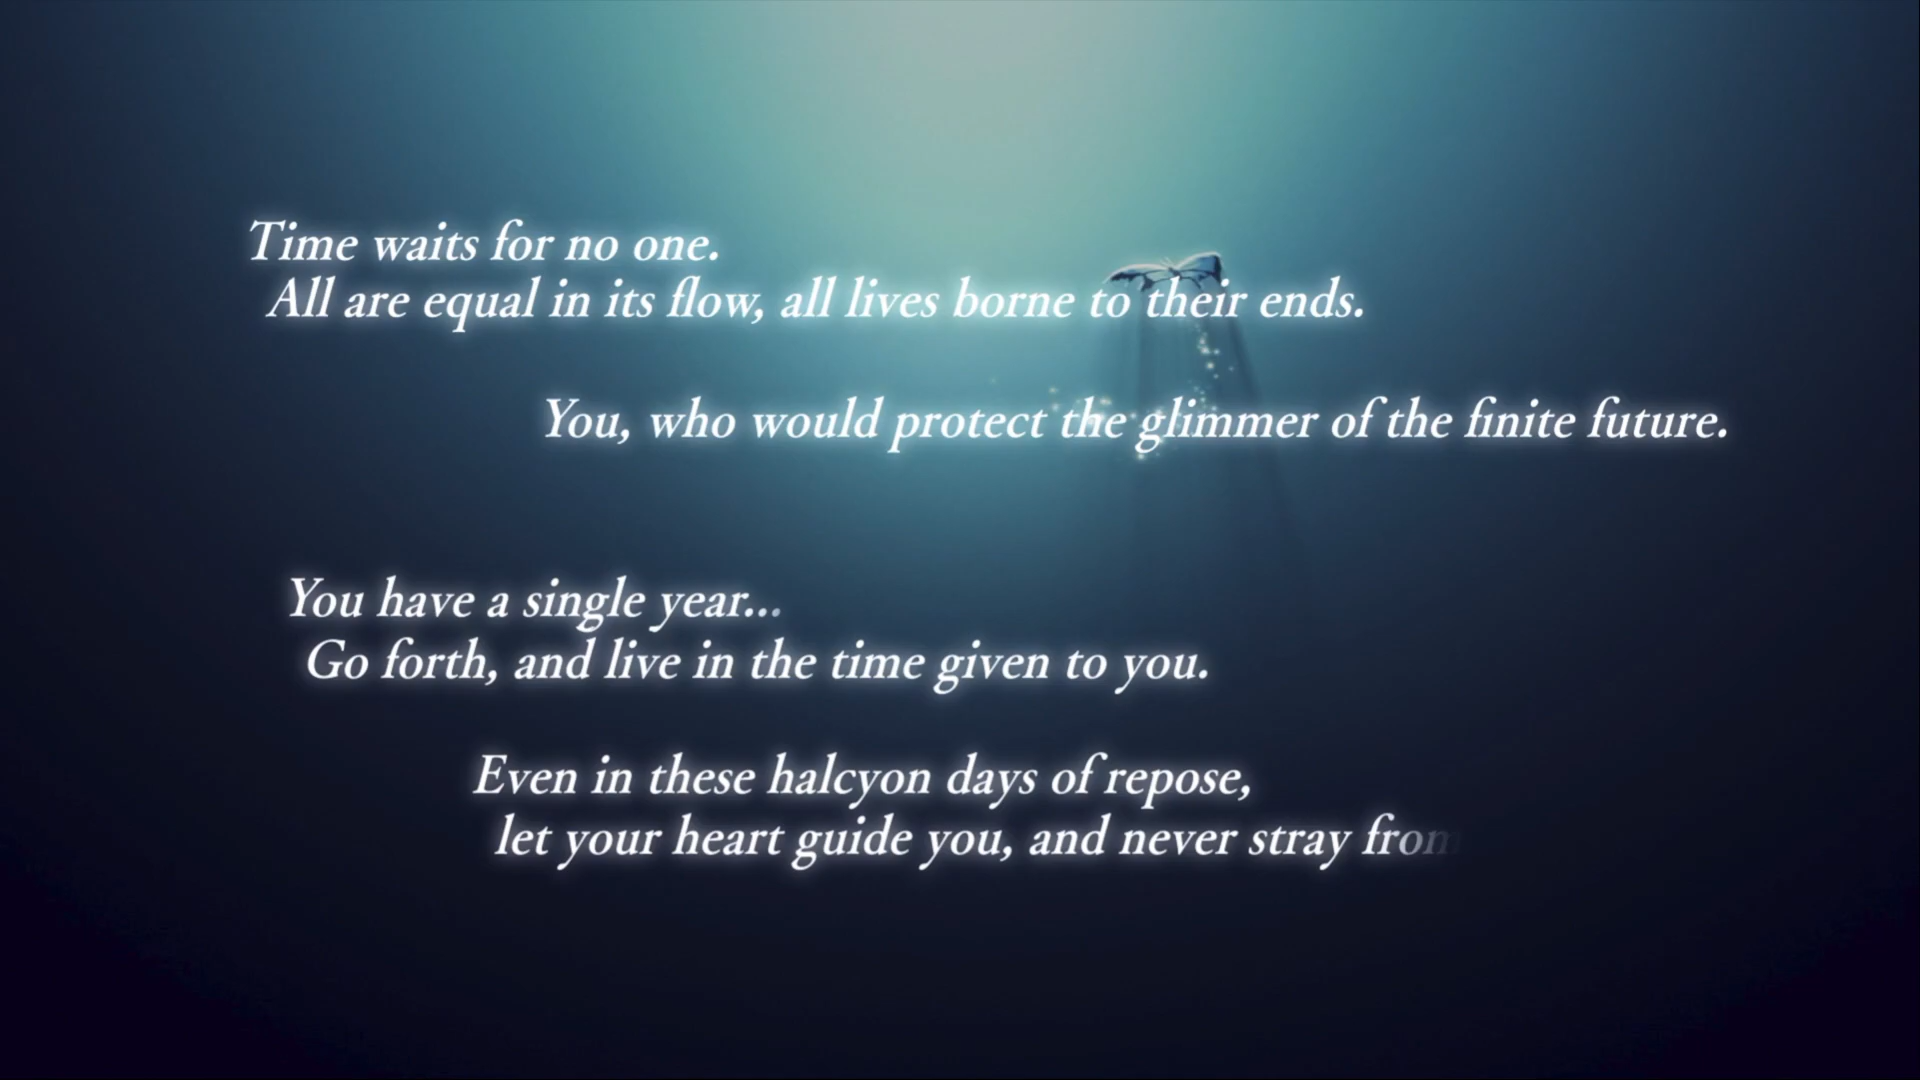 Time waits for no one.
All are equal in its flow, all lives borne to their ends.
You, who would protect the glimmer of the finite future.
You have a single year...
Go forth, and live in the time given to you.
Even in these halcyon days of repose,
let your heart guide you, and never stray from